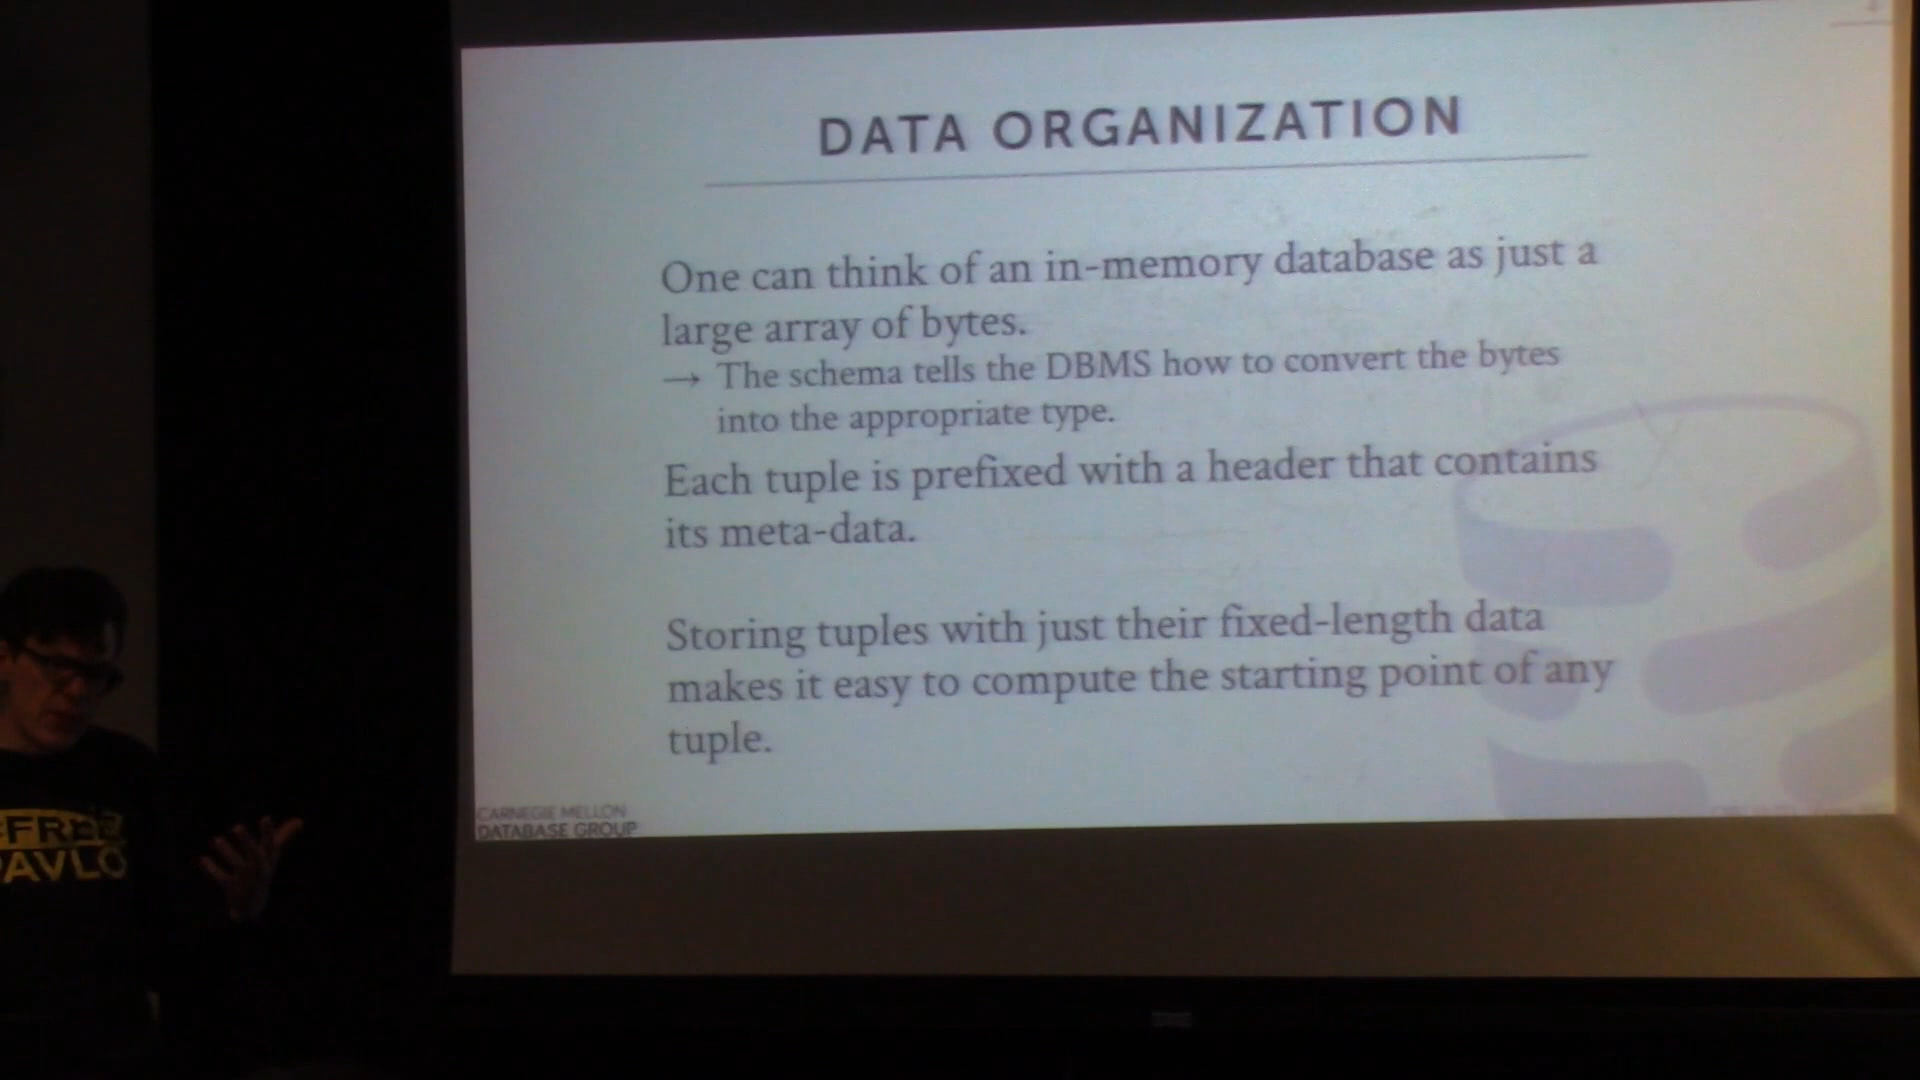 DATA ORGANIZATION
One can think of an in-memory database as just a
large array of bytes.
→ The schema tells the DBMS how to convert the bytes
into the appropriate type.
Each tuple is prefixed with a header that contains
its meta-data.
Storing tuples with just their fixed-length data
makes it easy to compute the starting point of any
tuple.
CARNEGIE MELLON
DATABASE GROUP
FREE
PAVLO